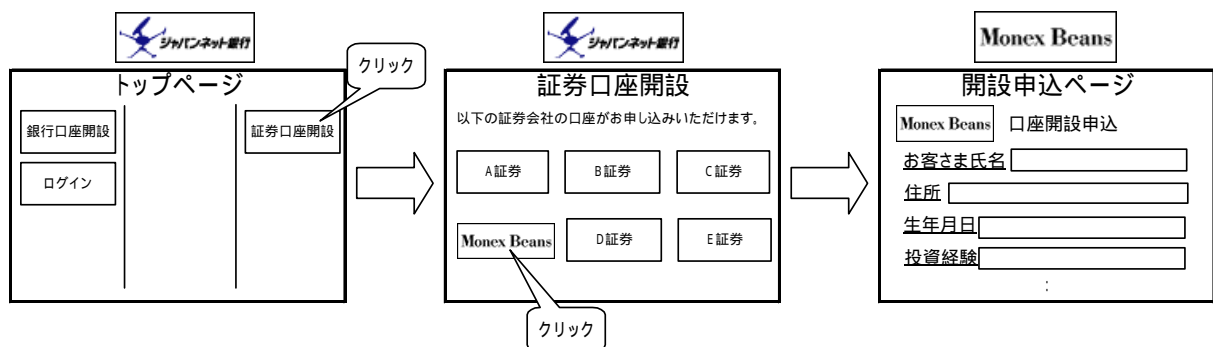 ジャパンネット銀行
トップページ
クリック
銀行口座開設
証券口座開設
ログイン
ジャパンネット銀行
証券口座開設
以下の証券会社の口座がお申し込みいただけます。
A証券
B証券
C証券
Monex Beans
D証券
E証券
クリック
Monex Beans
開設申込ページ
Monex Beans 口座開設申込
お客さま氏名
住所
生年月日
投資経験
: